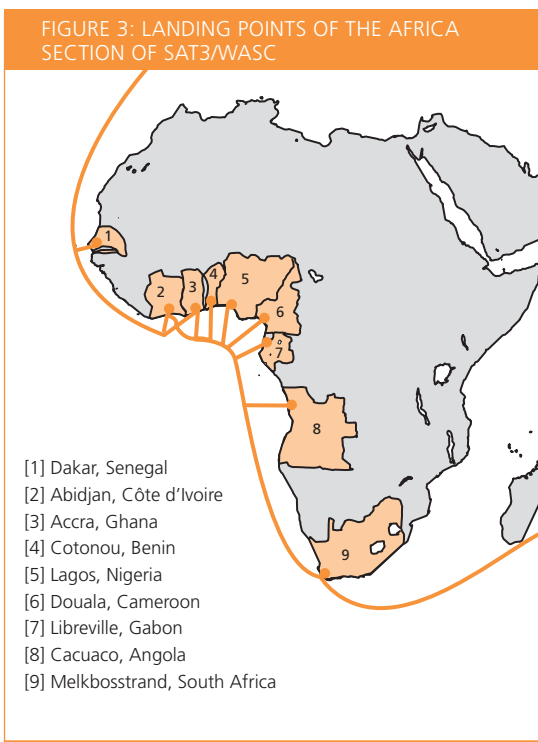 FIGURE 3: LANDING POINTS OF THE AFRICA
SECTION OF SAT3/WASC
1
2
3
4
5
6
7
8
9
[1] Dakar, Senegal
[2] Abidjan, Côte d’Ivoire
[3] Accra, Ghana
[4] Cotonou, Benin
[5] Lagos, Nigeria
[6] Douala, Cameroon
[7] Libreville, Gabon
[8] Cacuaco, Angola
[9] Melkbosstrand, South Africa